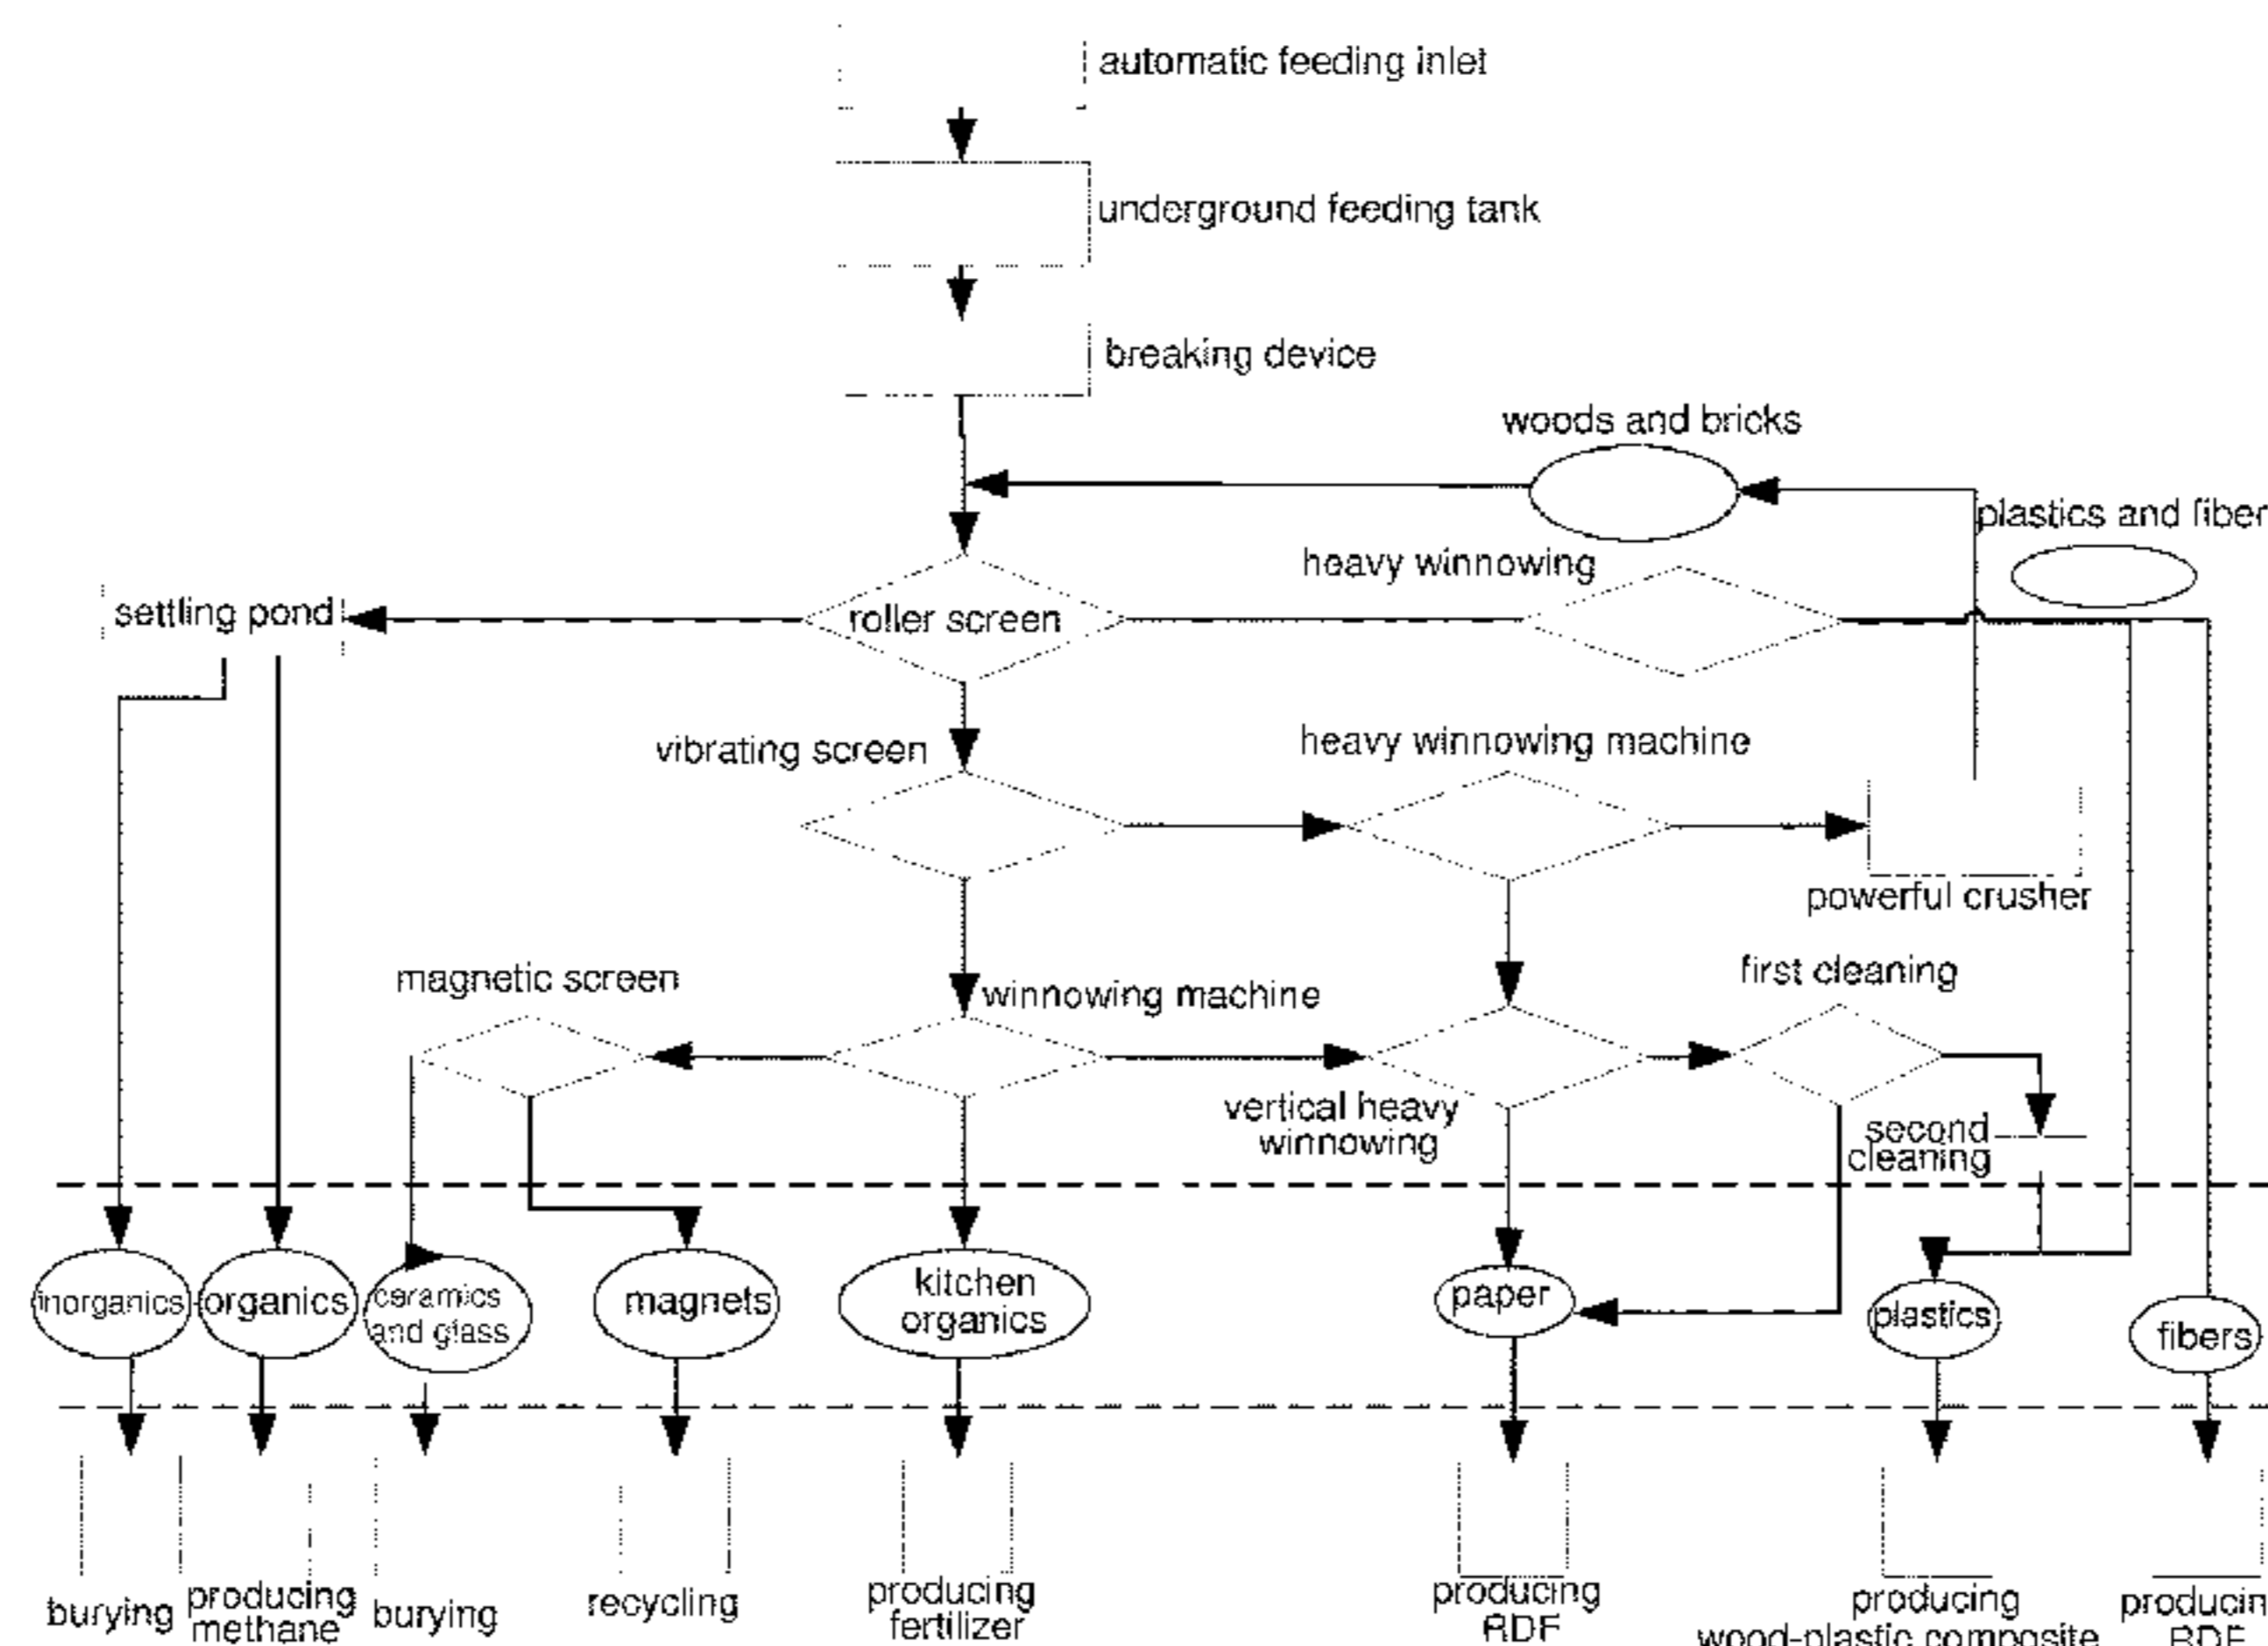 automatic feeding inlet
underground feeding tank
breaking device
woods and bricks
plastics and fiber
heavy winnowing
settling pond
roller screen
vibrating screen
heavy winnowing machine
powerful crusher
magnetic screen
winnowing machine
first cleaning
vertical heavy
winnowing
second
cleaning
inorganics
organics
ceramics
and glass
magnets
kitchen
organics
paper
plastics
fibers
burying
producing
methane
burying
recycling
producing
fertilizer
producing
RDF
producing
wood-plastic composite
producin
RDF